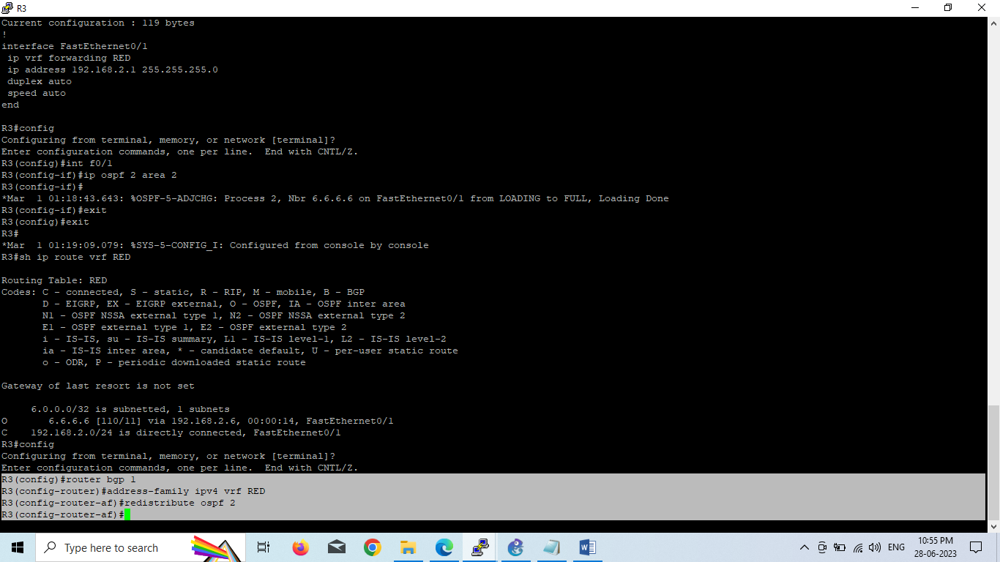 R3
Current configuration : 119 bytes
!
interface FastEthernet0/1
 ip vrf forwarding RED
 ip address 192.168.2.1 255.255.255.0
 duplex auto
 speed auto
end
R3#config
Configuring from terminal, memory, or network [terminal]?
Enter configuration commands, one per line.  End with CNTL/Z.
R3(config)#int f0/1
R3(config-if)#ip ospf 2 area 2
R3(config-if)#
*Mar  1 01:18:43.643: %OSPF-5-ADJCHG: Process 2, Nbr 6.6.6.6 on FastEthernet0/1 from LOADING to FULL, Loading Done
R3(config-if)#exit
R3(config)#exit
R3#
*Mar  1 01:19:09.079: %SYS-5-CONFIG_I: Configured from console by console
R3#sh ip route vrf RED
Routing Table: RED
Codes: C - connected, S - static, R - RIP, M - mobile, B - BGP
       D - EIGRP, EX - EIGRP external, O - OSPF, IA - OSPF inter area
       N1 - OSPF NSSA external type 1, N2 - OSPF NSSA external type 2
       E1 - OSPF external type 1, E2 - OSPF external type 2
       i - IS-IS, su - IS-IS summary, L1 - IS-IS level-1, L2 - IS-IS level-2
       ia - IS-IS inter area, * - candidate default, U - per-user static route
       o - ODR, P - periodic downloaded static route
Gateway of last resort is not set
     6.0.0.0/32 is subnetted, 1 subnets
O       6.6.6.6 [110/11] via 192.168.2.6, 00:00:14, FastEthernet0/1
C    192.168.2.0/24 is directly connected, FastEthernet0/1
R3#config
Configuring from terminal, memory, or network [terminal]?
Enter configuration commands, one per line.  End with CNTL/Z.
R3(config)#router bgp 1
R3(config-router)#address-family ipv4 vrf RED
R3(config-router-af)#redistribute ospf 2
R3(config-router-af)#
Type here to search
ENG
10:55 PM
28-06-2023